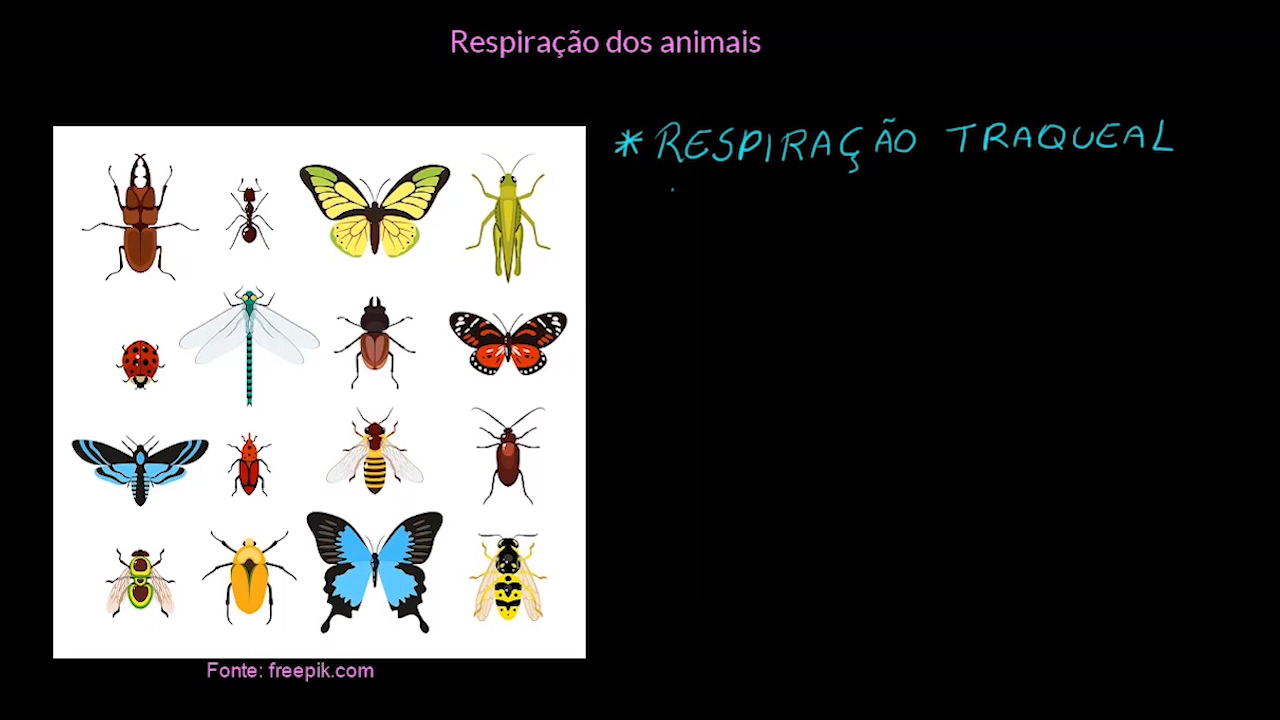 Respiração dos animais
* RESPIRAÇÃO TRAQUEAL
Fonte: freepik.com